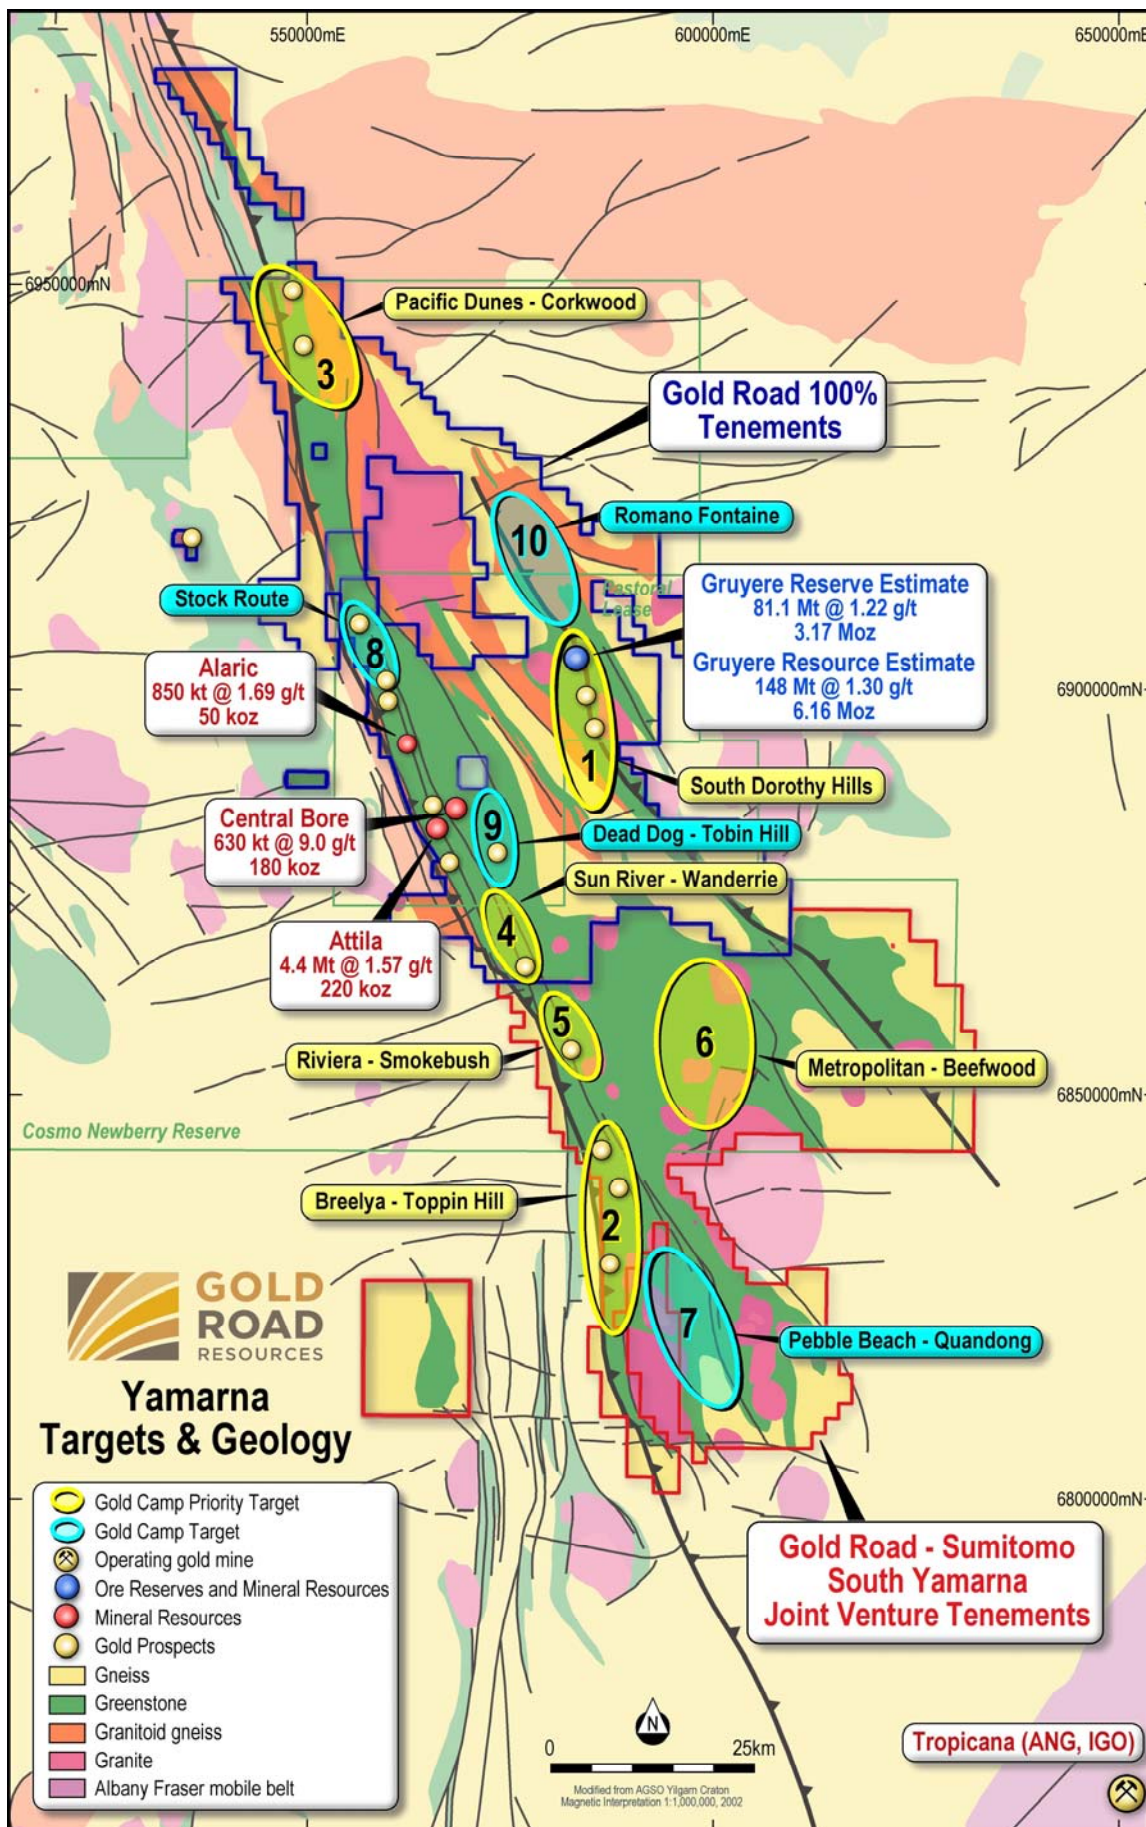 550000mE
600000mE
650000mE
6950000mN
Pacific Dunes - Corkwood
3
Gold Road 100%
Tenements
10
Romano Fontaine
Pastoral
Lease
Stock Route
8
Gruyere Reserve Estimate
81.1 Mt @ 1.22 g/t
3.17 Moz
Gruyere Resource Estimate
148 Mt @ 1.30 g/t
6.16 Moz
6900000mN
Alaric
850 kt @ 1.69 g/t
50 koz
1
South Dorothy Hills
Central Bore
630 kt @ 9.0 g/t
180 koz
9
Dead Dog - Tobin Hill
Sun River - Wanderrie
4
Attila
4.4 Mt @ 1.57 g/t
220 koz
5
6
Riviera - Smokebush
Metropolitan - Beefwood
6850000mN
Cosmo Newberry Reserve
Breelya - Toppin Hill
2
7
Pebble Beach - Quandong
GOLD
ROAD
RESOURCES
Yamarna
Targets & Geology
6800000mN
Gold Camp Priority Target
Gold Camp Target
Operating gold mine
Ore Reserves and Mineral Resources
Mineral Resources
Gold Prospects
Gneiss
Greenstone
Granitoid gneiss
Granite
Albany Fraser mobile belt
Gold Road - Sumitomo
South Yamarna
Joint Venture Tenements
N
0 25km
Modified from AGSO Yilgarn Craton
Magnetic Interpretation 1:1,000,000, 2002
Tropicana (ANG, IGO)